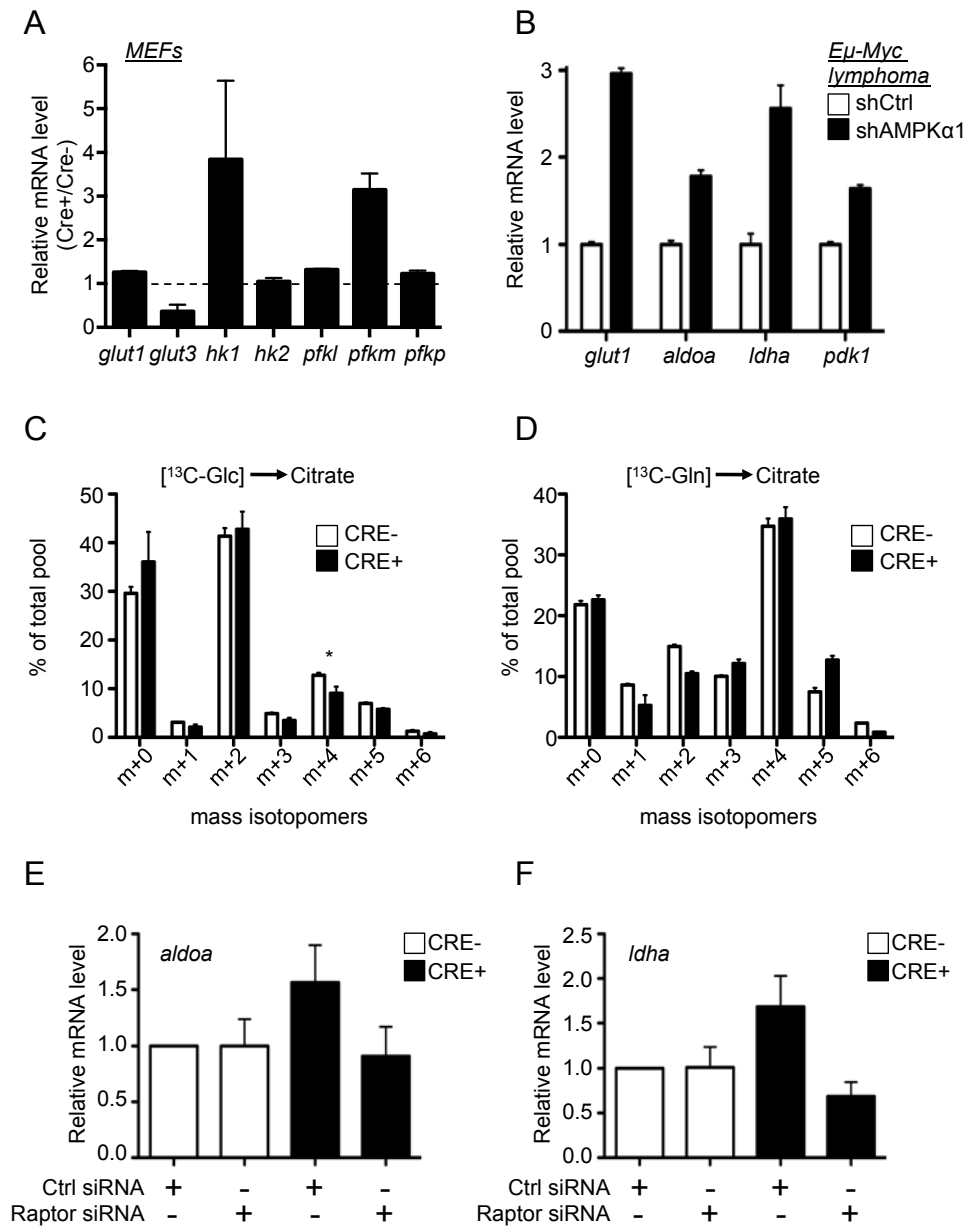 A
MEFs
Relative mRNA level
(Cre+/Cre-)
6
5
4
3
2
1
0
glut1 glut3 hk1 hk2 pfkl pfkm pfkp
B
Eμ-Myc
lymphoma
shCtrl
shAMPKα1
Relative mRNA level
3
2
1
0
glut1 aldoa ldha pdk1
C
[¹³C-Glc] → Citrate
% of total pool
50
40
30
20
10
0
CRE-
CRE+
*
m+0 m+1 m+2 m+3 m+4 m+5 m+6
mass isotopomers
D
[¹³C-Gln] → Citrate
% of total pool
40
30
20
10
0
CRE-
CRE+
m+0 m+1 m+2 m+3 m+4 m+5 m+6
mass isotopomers
E
Relative mRNA level
2.0
1.5
1.0
0.5
0.0
aldoa
CRE-
CRE+
Ctrl siRNA + - + -
Raptor siRNA - + - +
F
Relative mRNA level
2.5
2.0
1.5
1.0
0.5
0.0
ldha
CRE-
CRE+
Ctrl siRNA + - + -
Raptor siRNA - + - +